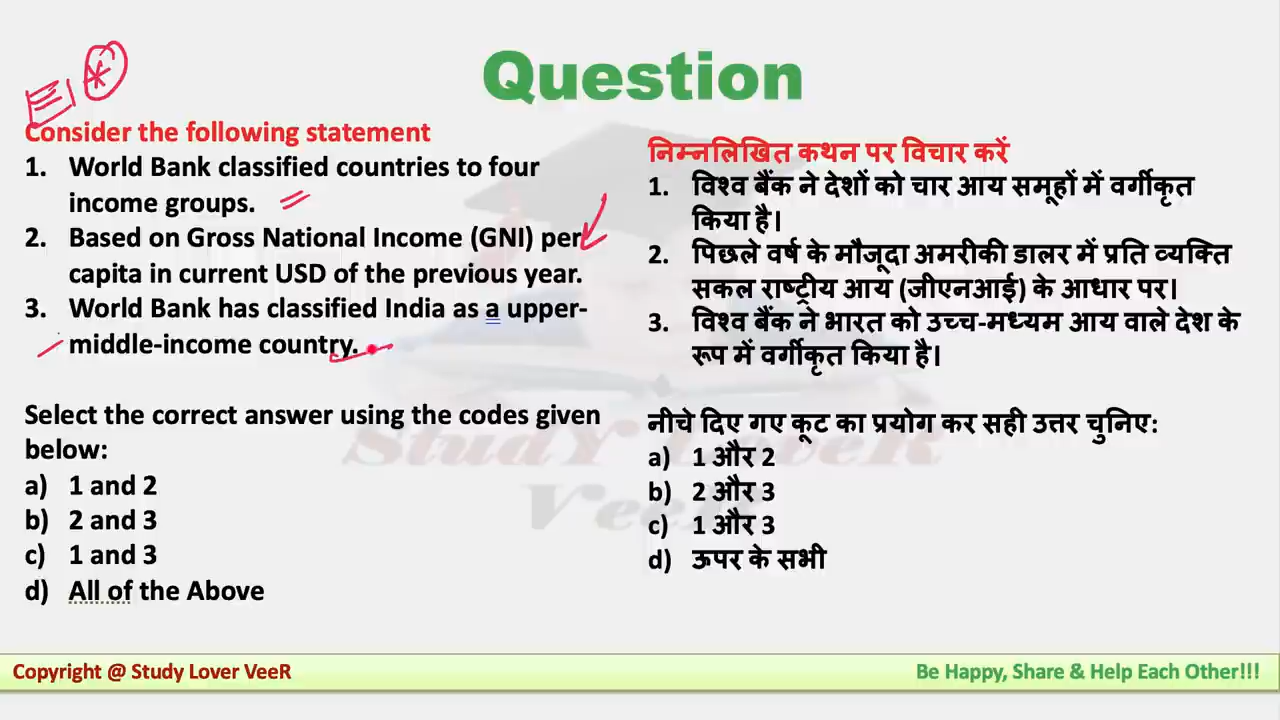 Question
Consider the following statement
1. World Bank classified countries to four
income groups.
2. Based on Gross National Income (GNI) per
capita in current USD of the previous year.
3. World Bank has classified India as a upper-
middle-income country.
Select the correct answer using the codes given
below:
a) 1 and 2
b) 2 and 3
c) 1 and 3
d) All of the Above
निम्नलिखित कथन पर विचार करें
1. विश्व बैंक ने देशों को चार आय समूहों में वर्गीकृत
किया है।
2. पिछले वर्ष के मौजूदा अमरीकी डालर में प्रति व्यक्ति
सकल राष्ट्रीय आय (जीएनआई) के आधार पर।
3. विश्व बैंक ने भारत को उच्च-मध्यम आय वाले देश के
रूप में वर्गीकृत किया है।
नीचे दिए गए कूट का प्रयोग कर सही उत्तर चुनिए:
a) 1 और 2
b) 2 और 3
c) 1 और 3
d) ऊपर के सभी
StudY LoveR
VeeR
Copyright @ Study Lover VeeR
Be Happy, Share & Help Each Other!!!